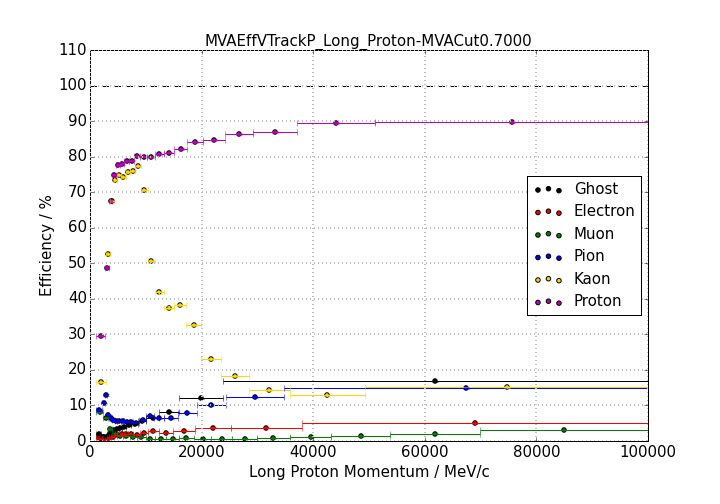 MVAEffVTrackP_Long_Proton-MVACut0.7000
110
100
90
80
70
60
50
40
30
20
10
0
Efficiency / %
Ghost
Electron
Muon
Pion
Kaon
Proton
0 20000 40000 60000 80000 100000
Long Proton Momentum / MeV/c